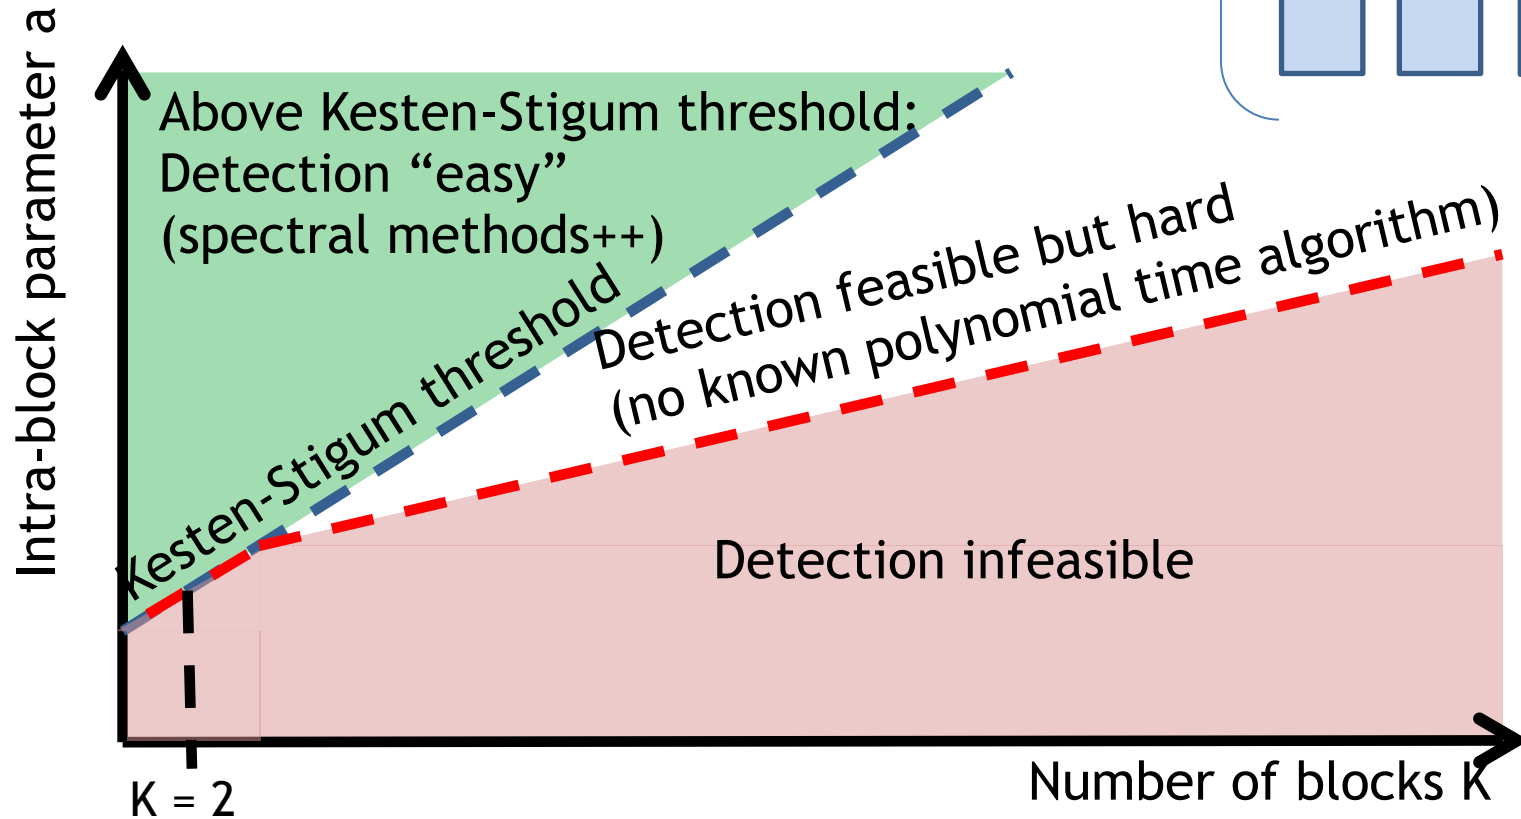 Intra-block parameter a
Above Kesten-Stigum threshold:
Detection “easy”
(spectral methods++)
Kesten-Stigum threshold
Detection feasible but hard
(no known polynomial time algorithm)
Detection infeasible
Number of blocks K
K = 2